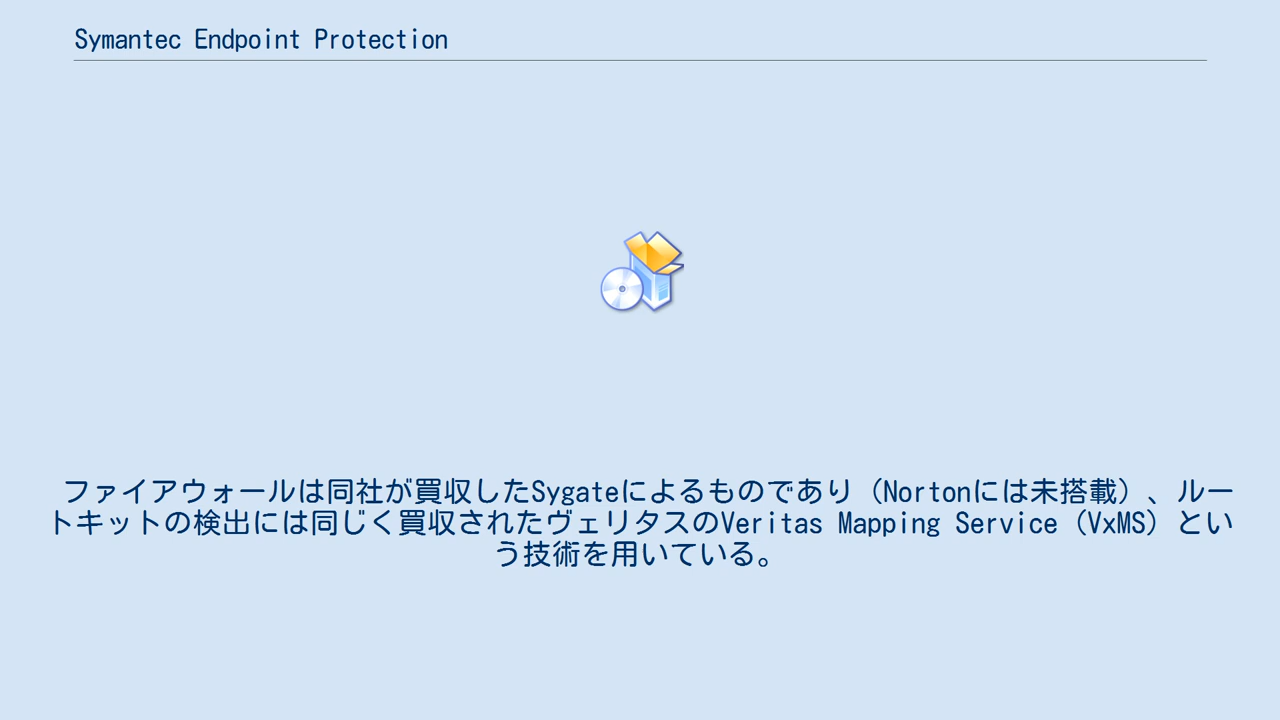 Symantec Endpoint Protection
ファイアウォールは同社が買収したSygateによるものであり（Nortonには未搭載）、ルー
トキットの検出には同じく買収されたヴェリタスのVeritas Mapping Service（VxMS）とい
う技術を用いている。